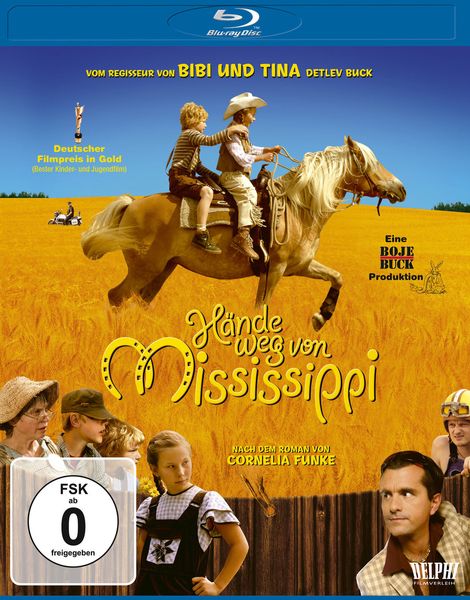 Blu-ray Disc
VOM REGISSEUR VON BIBI UND TINA DETLEV BUCK
Deutscher
Filmpreis in Gold
(Bester Kinder- und Jugendfilm)
Eine
BOJE
BUCK
Produktion
Hände
weg von
Mississippi
NACH DEM ROMAN VON
CORNELIA FUNKE
FSK
ab
0
freigegeben
DELPHI
FILMVERLEIH